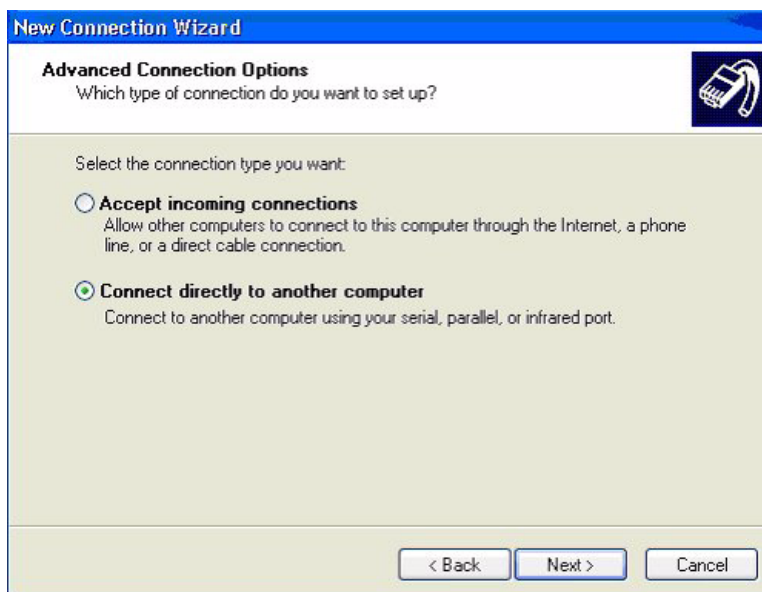 New Connection Wizard
Advanced Connection Options
Which type of connection do you want to set up?
Select the connection type you want:
Accept incoming connections
Allow other computers to connect to this computer through the Internet, a phone
line, or a direct cable connection.
Connect directly to another computer
Connect to another computer using your serial, parallel, or infrared port.
< Back Next > Cancel